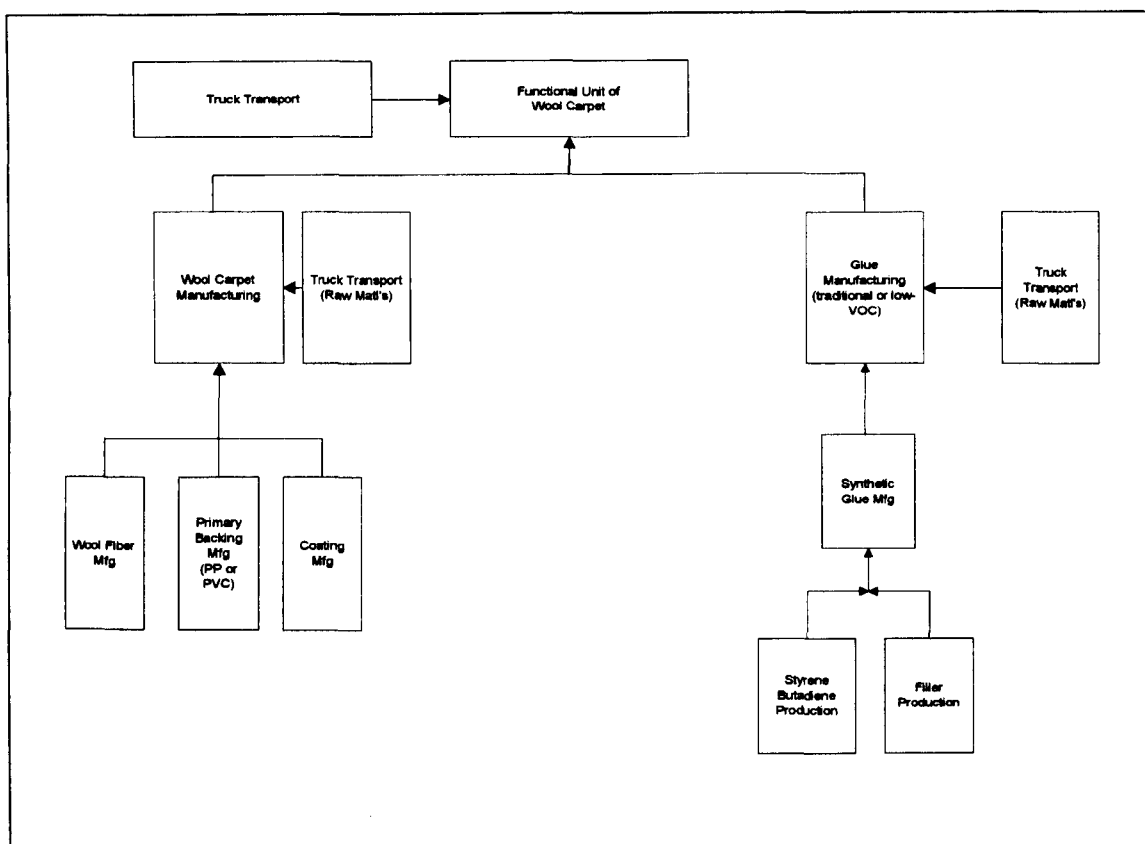 Truck Transport
Functional Unit of
Wool Carpet
Wool Carpet
Manufacturing
Truck Transport
(Raw Matl's)
Glue
Manufacturing
(traditional or low-
VOC)
Truck
Transport
(Raw Matl's)
Wool Fiber
Mfg
Primary
Backing
Mfg
(PP or
PVC)
Coating
Mfg
Synthetic
Glue Mfg
Styrene
Butadiene
Production
Filler
Production